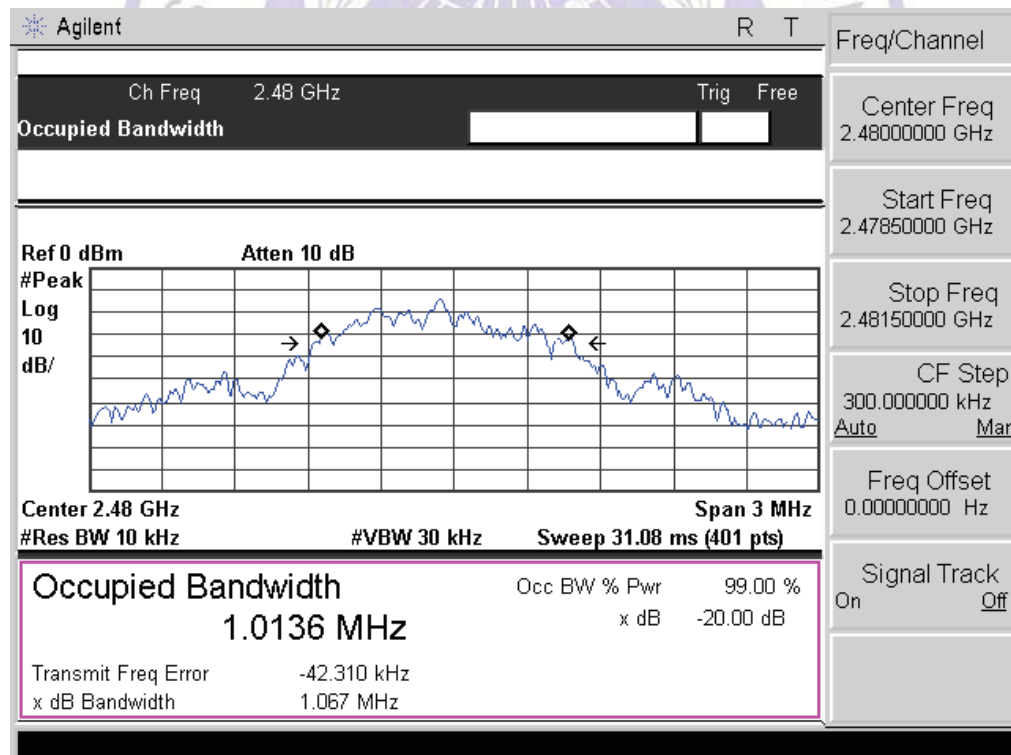 Agilent R T
Freq/Channel
Ch Freq 2.48 GHz Trig Free
Occupied Bandwidth
Center Freq
2.48000000 GHz
Start Freq
2.47850000 GHz
Stop Freq
2.48150000 GHz
CF Step
300.000000 kHz
Auto Man
Freq Offset
0.00000000 Hz
Signal Track
On Off
Ref 0 dBm Atten 10 dB
#Peak
Log
10
dB/
Center 2.48 GHz Span 3 MHz
#Res BW 10 kHz #VBW 30 kHz Sweep 31.08 ms (401 pts)
Occupied Bandwidth
1.0136 MHz
Occ BW % Pwr 99.00 %
x dB -20.00 dB
Transmit Freq Error -42.310 kHz
x dB Bandwidth 1.067 MHz